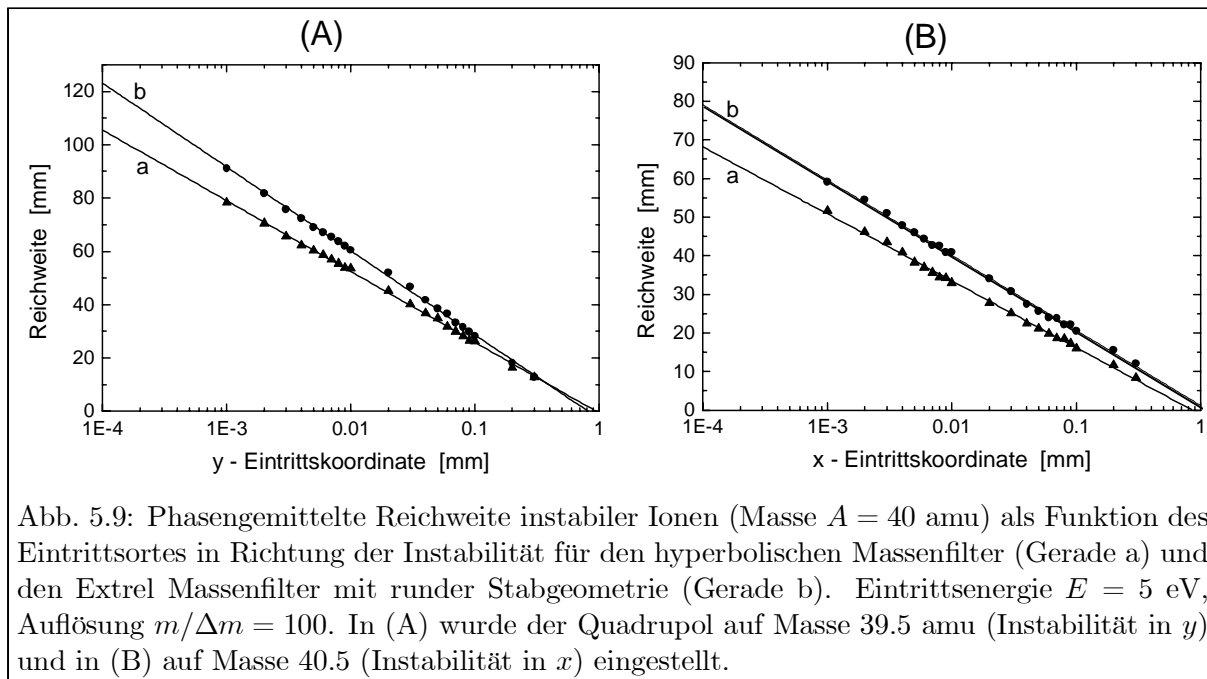 (A)
(B)
120
100
80
60
40
20
0
Reichweite [mm]
b
a
1E-4
1E-3
0.01
0.1
1
y - Eintrittskoordinate [mm]
90
80
70
60
50
40
30
20
10
0
Reichweite [mm]
b
a
1E-4
1E-3
0.01
0.1
1
x - Eintrittskoordinate [mm]
Abb. 5.9: Phasengemittelte Reichweite instabiler Ionen (Masse A = 40 amu) als Funktion des
Eintrittsortes in Richtung der Instabilität für den hyperbolischen Massenfilter (Gerade a) und
den Extrel Massenfilter mit runder Stabgeometrie (Gerade b). Eintrittsenergie E = 5 eV,
Auflösung m/Δm = 100. In (A) wurde der Quadrupol auf Masse 39.5 amu (Instabilität in y)
und in (B) auf Masse 40.5 (Instabilität in x) eingestellt.